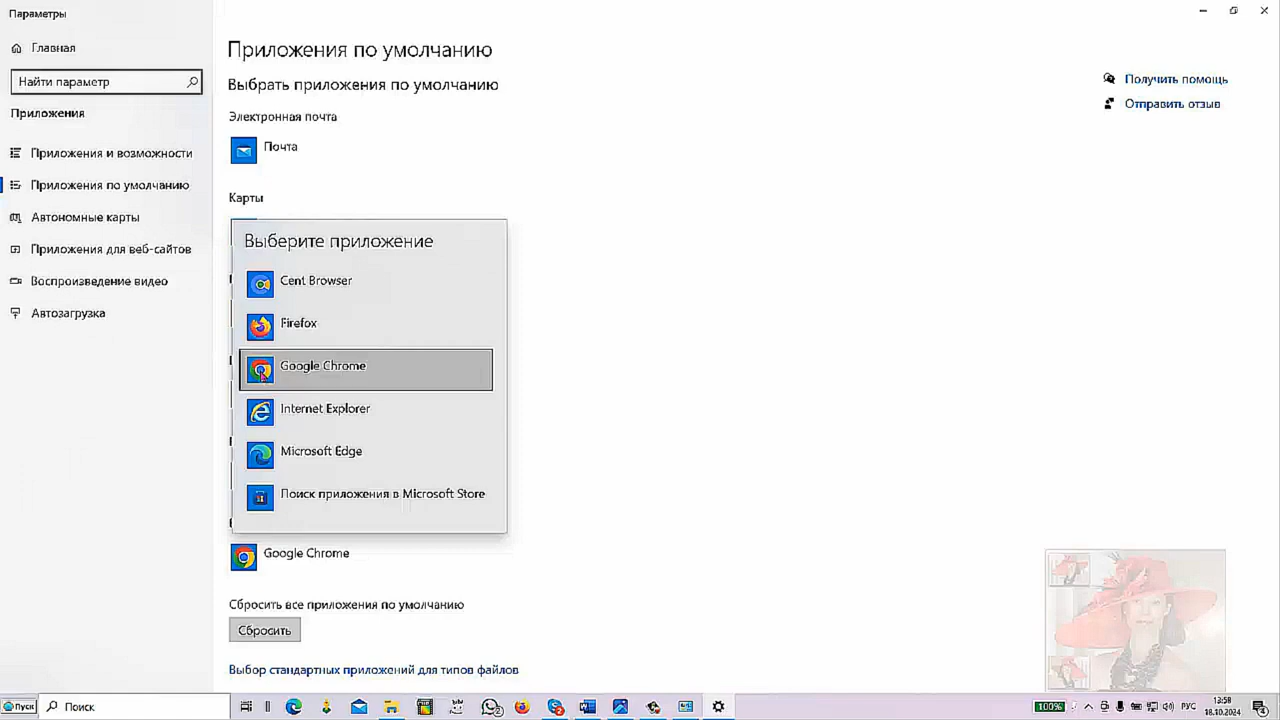 Параметры
Главная
Найти параметр
Приложения
Приложения и возможности
Приложения по умолчанию
Автономные карты
Приложения для веб-сайтов
Воспроизведение видео
Автозагрузка
Приложения по умолчанию
Выбрать приложения по умолчанию
Электронная почта
Почта
Карты
Выберите приложение
Cent Browser
Firefox
Google Chrome
Internet Explorer
Microsoft Edge
Поиск приложения в Microsoft Store
Google Chrome
Сбросить все приложения по умолчанию
Сбросить
Выбор стандартных приложений для типов файлов
Получить помощь
Отправить отзыв
Пуск
Поиск
100%
РУС
13:58
18.10.2024